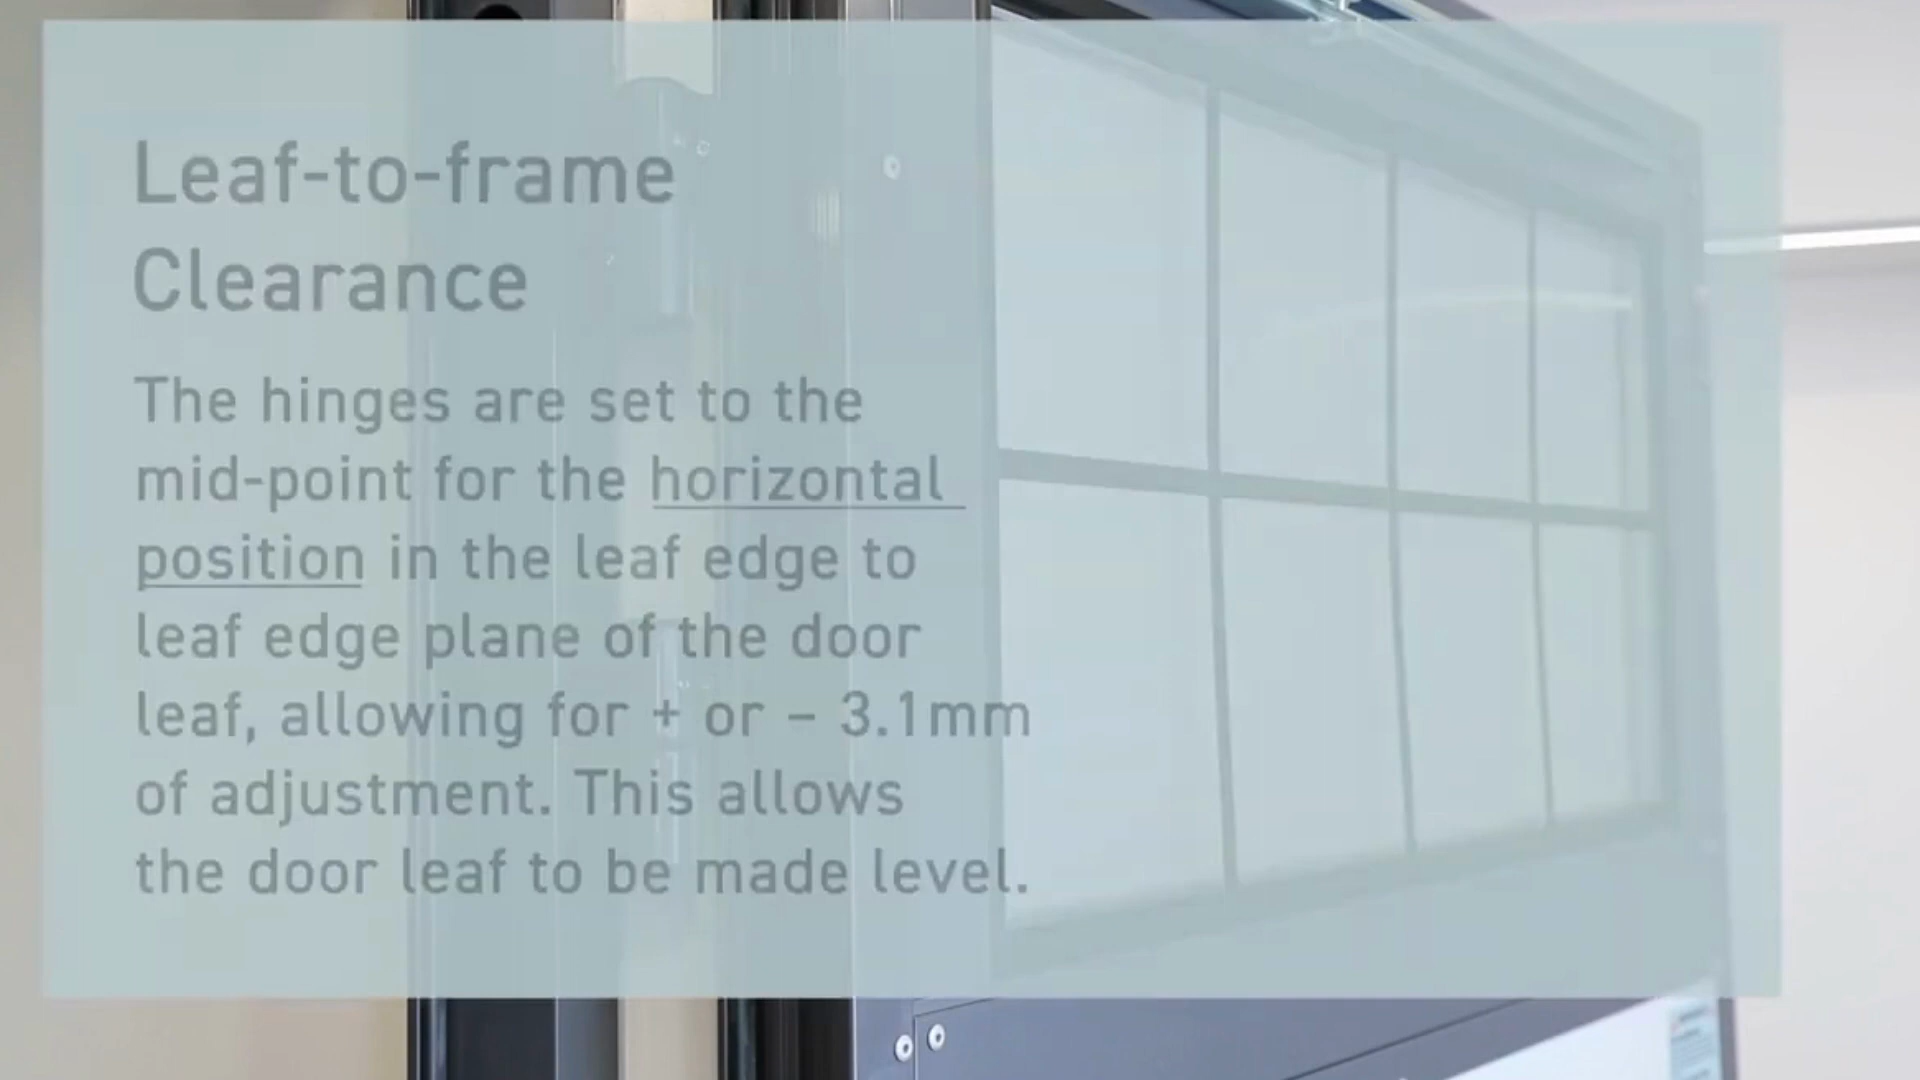 Leaf-to-frame
Clearance
The hinges are set to the
mid-point for the horizontal
position in the leaf edge to
leaf edge plane of the door
leaf, allowing for + or – 3.1mm
of adjustment. This allows
the door leaf to be made level.